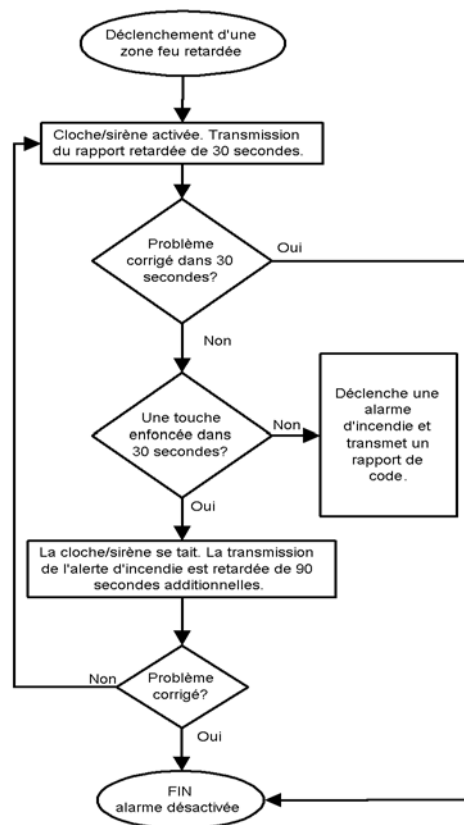 Déclenchement d'une
zone feu retardée
Cloche/sirène activée. Transmission
du rapport retardée de 30 secondes.
Problème
corrigé dans 30
secondes?
Oui
Non
Une touche
enfoncée dans
30 secondes?
Non
Déclenche une
alarme
d'incendie et
transmet un
rapport de
code.
Oui
La cloche/sirène se tait. La transmission
de l'alerte d'incendie est retardée de 90
secondes additionnelles.
Non
Problème
corrigé?
Oui
FIN
alarme désactivée